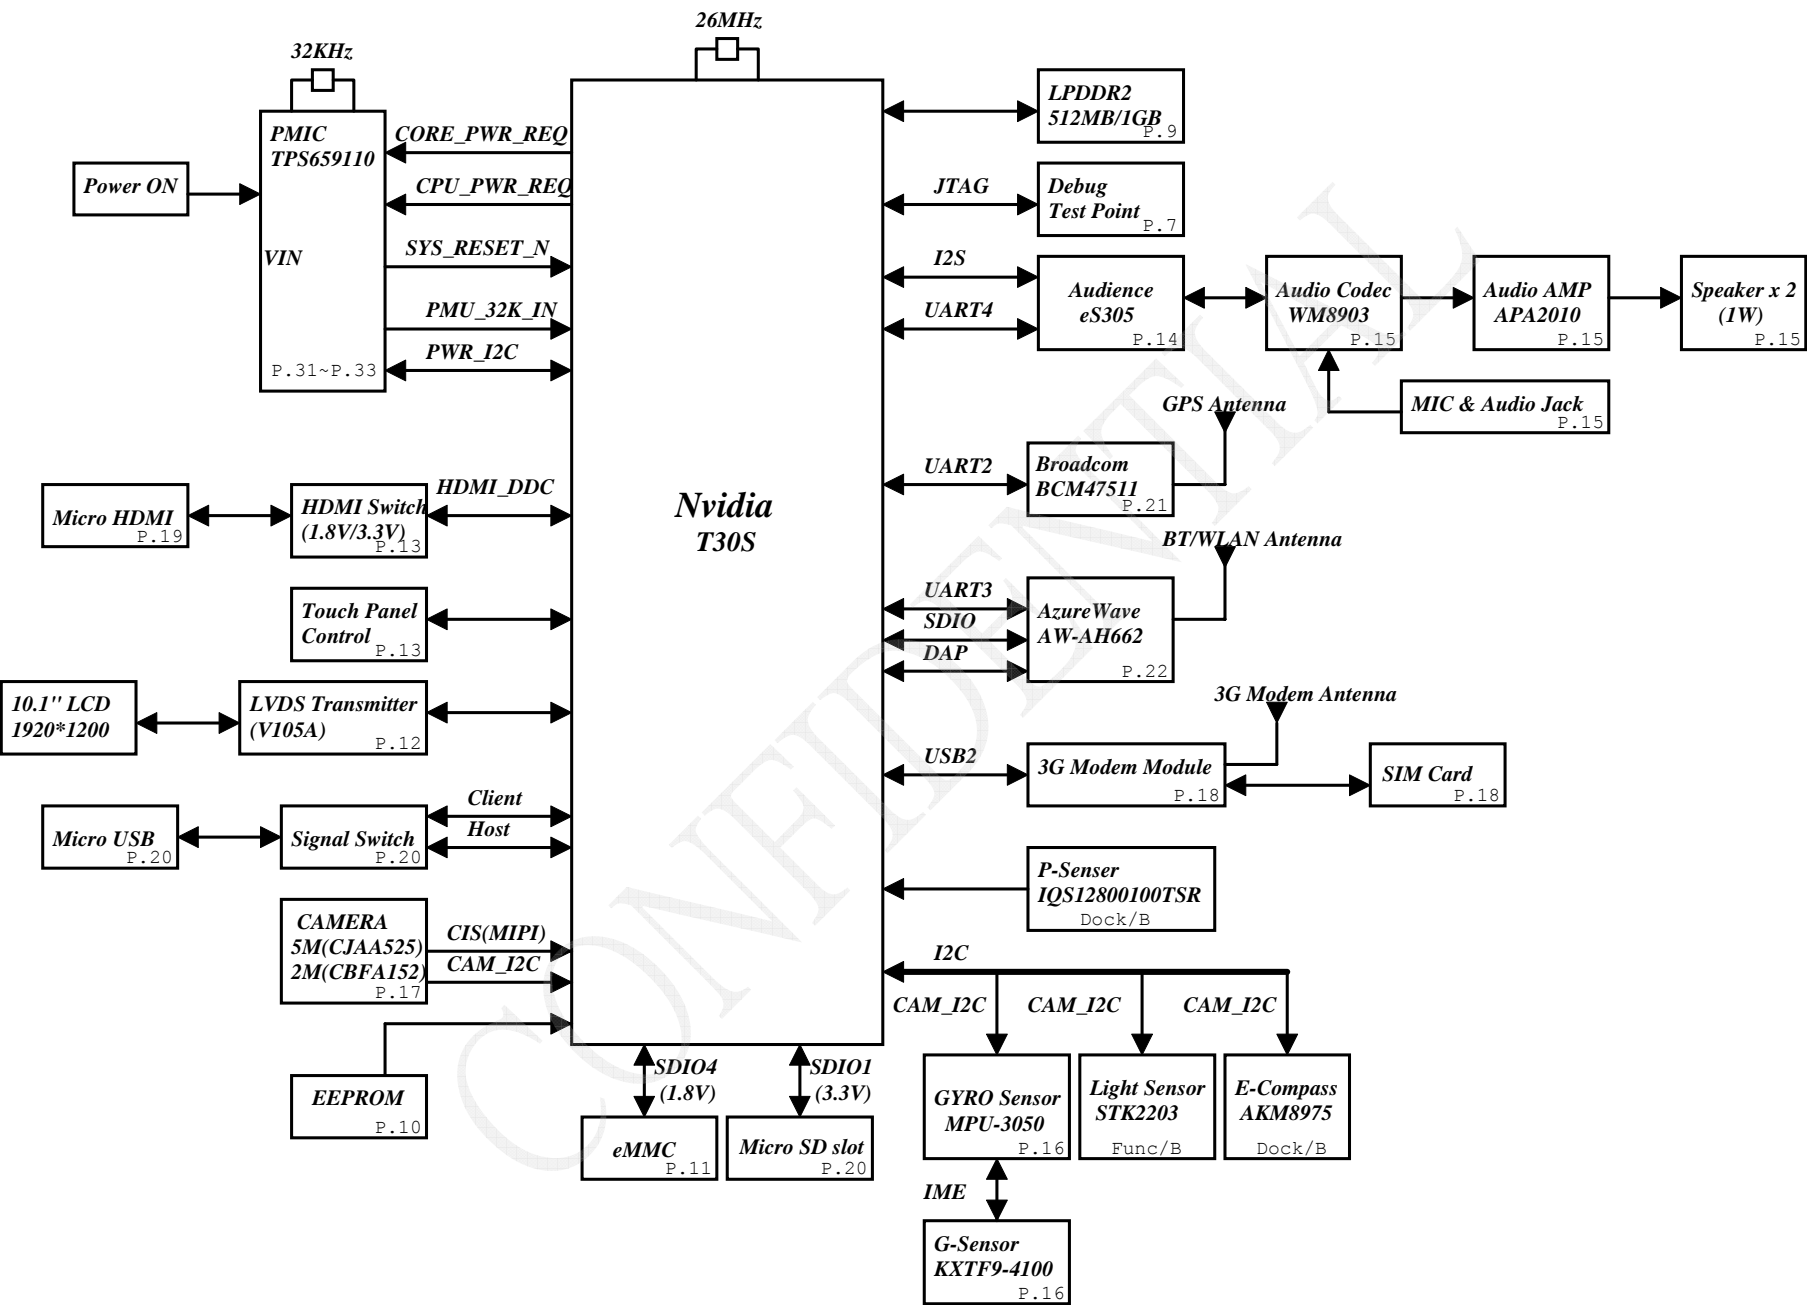 26MHz
32KHz
PMIC
TPS659110
VIN
P.31~P.33
Power ON
CORE_PWR_REQ
CPU_PWR_REQ
SYS_RESET_N
PMU_32K_IN
PWR_I2C
Micro HDMI
P.19
HDMI Switch
(1.8V/3.3V)
P.13
HDMI_DDC
Touch Panel
Control
P.13
10.1" LCD
1920*1200
LVDS Transmitter
(V105A)
P.12
Micro USB
P.20
Signal Switch
P.20
Client
Host
CAMERA
5M(CJAA525)
2M(CBFA152)
P.17
CIS(MIPI)
CAM_I2C
EEPROM
P.10
Nvidia
T30S
SDIO4
(1.8V)
eMMC
P.11
SDIO1
(3.3V)
Micro SD slot
P.20
LPDDR2
512MB/1GB
P.9
JTAG
Debug
Test Point
P.7
I2S
UART4
Audience
eS305
P.14
Audio Codec
WM8903
P.15
Audio AMP
APA2010
P.15
Speaker x 2
(1W)
P.15
MIC & Audio Jack
P.15
GPS Antenna
UART2
Broadcom
BCM47511
P.21
BT/WLAN Antenna
UART3
SDIO
DAP
AzureWave
AW-AH662
P.22
3G Modem Antenna
USB2
3G Modem Module
P.18
SIM Card
P.18
P-Senser
IQS12800100TSR
Dock/B
I2C
CAM_I2C
CAM_I2C
CAM_I2C
GYRO Sensor
MPU-3050
P.16
Light Sensor
STK2203
Func/B
E-Compass
AKM8975
Dock/B
IME
G-Sensor
KXTF9-4100
P.16
CONFIDENTIAL